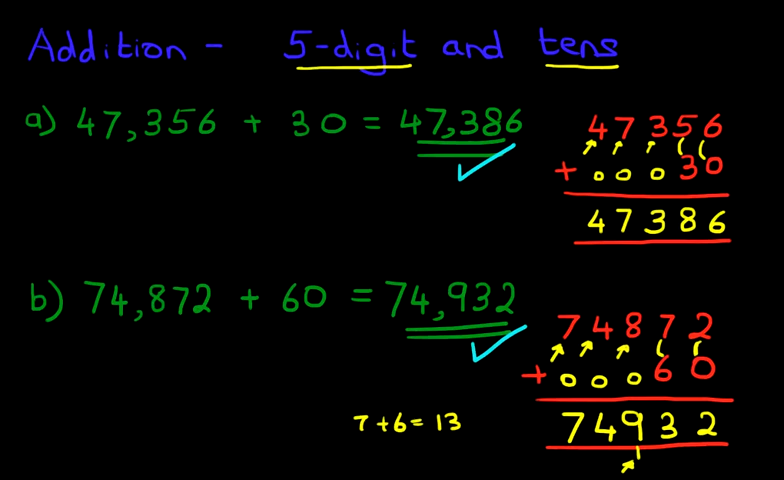 Addition - 5-digit and tens
a) 47,356 + 30 = 47,386
47356
+ 00030
47386
b) 74,872 + 60 = 74,932
74872
+ 00060
7+6=13
74932
1